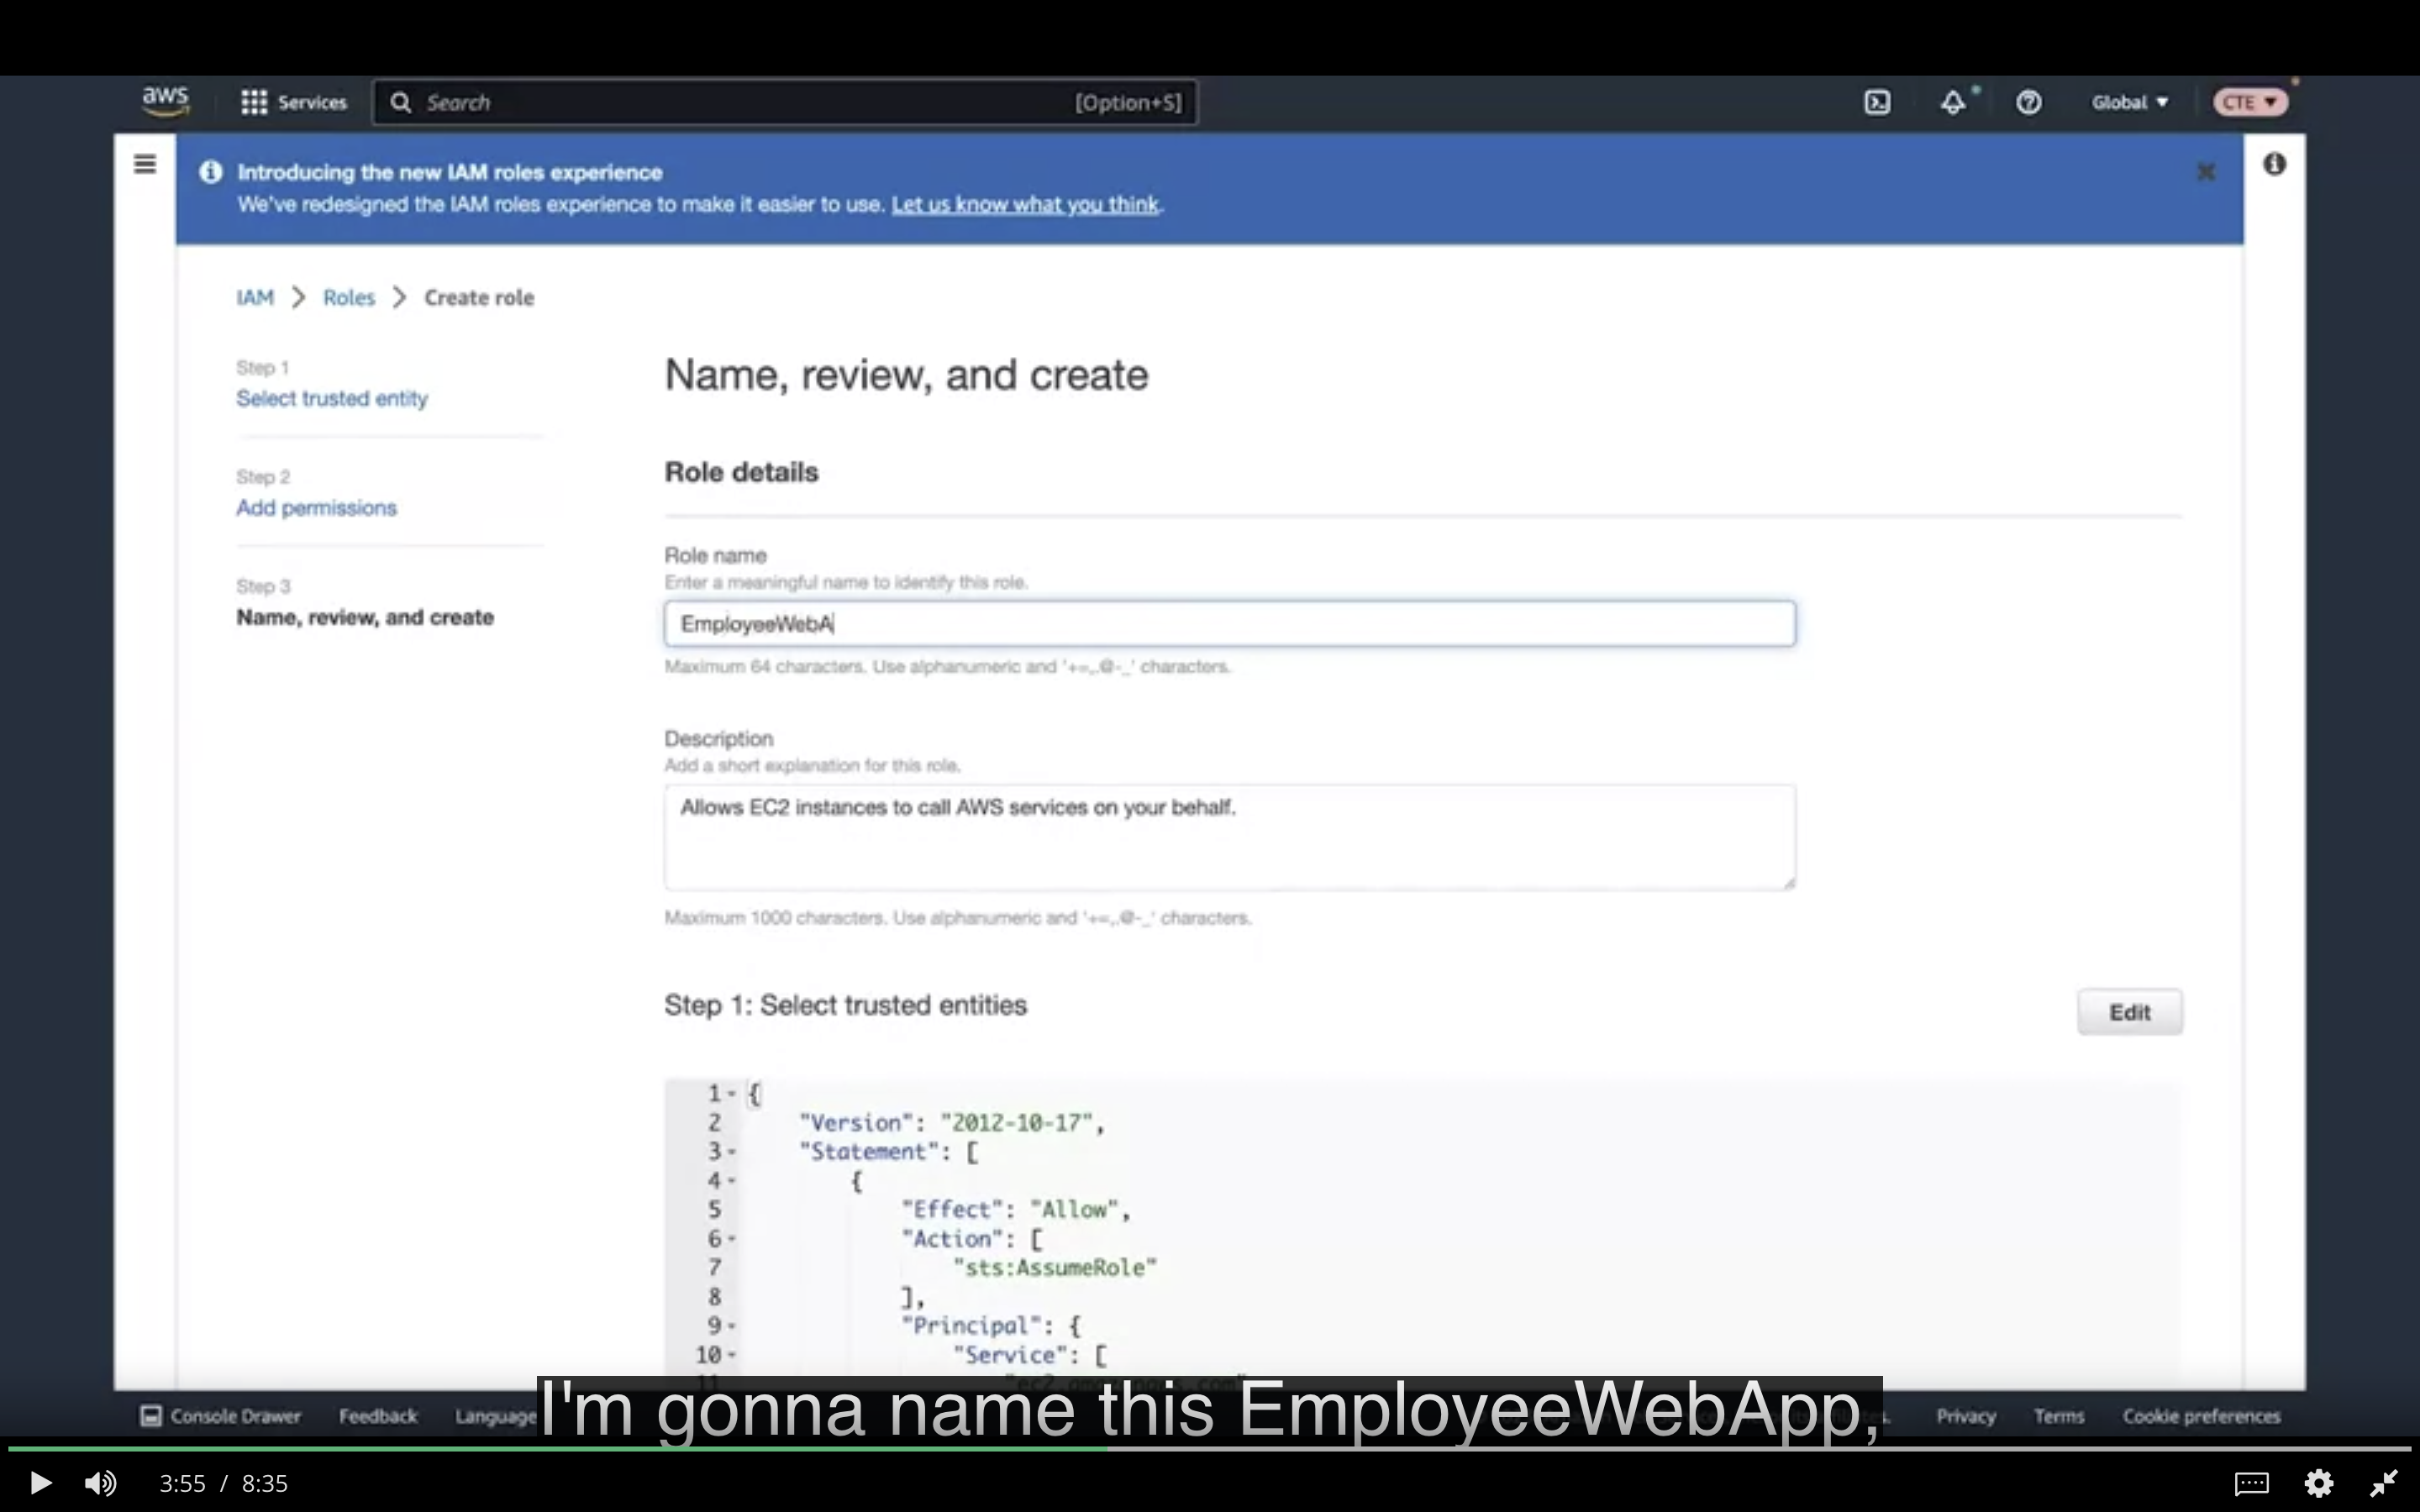 aws
Services
Search
[Option+S]
Global
CTE
Introducing the new IAM roles experience
We've redesigned the IAM roles experience to make it easier to use. Let us know what you think.
IAM > Roles > Create role
Step 1
Select trusted entity
Step 2
Add permissions
Step 3
Name, review, and create
Name, review, and create
Role details
Role name
Enter a meaningful name to identify this role.
EmployeeWebA
Maximum 64 characters. Use alphanumeric and '+=,.@-_' characters.
Description
Add a short explanation for this role.
Allows EC2 instances to call AWS services on your behalf.
Maximum 1000 characters. Use alphanumeric and '+=,.@-_' characters.
Step 1: Select trusted entities
Edit
1 {
2 "Version": "2012-10-17",
3 "Statement": [
4 {
5 "Effect": "Allow",
6 "Action": [
7 "sts:AssumeRole"
8 ],
9 "Principal": {
10 "Service": [
I'm gonna name this EmployeeWebApp,
Console Drawer
Feedback
Language
Privacy
Terms
Cookie preferences
3:55 / 8:35